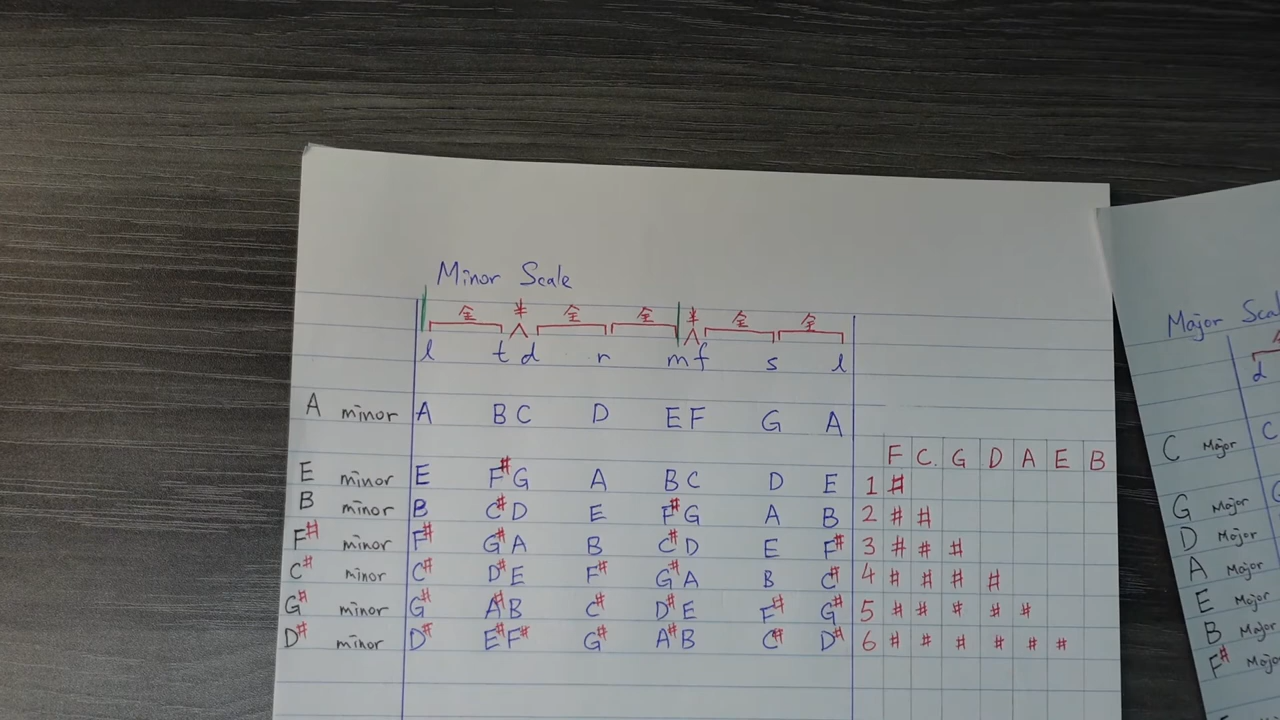 Minor Scale
全 半 全 全 半 全 全
l t d r m f s l
A minor A B C D E F G A
F C. G D A E B
E minor E F# G A B C D E 1 #
B minor B C# D E F# G A B 2 # #
F# minor F# G# A B C# D E F# 3 # # #
C# minor C# D# E F# G# A B C# 4 # # # #
G# minor G# A# B C# D# E F# G# 5 # # # # #
D# minor D# E# F# G# A# B C# D# 6 # # # # # #
Major Scal
d
C Major C
G Major
D Major
A Major
E Major
B Major
F# Major